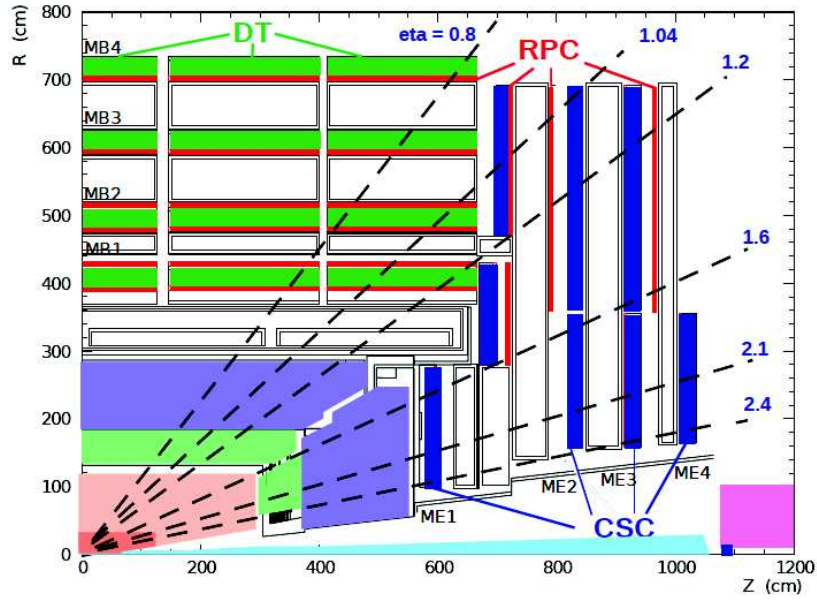 R (cm)
800
700
600
500
400
300
200
100
0
MB4
MB3
MB2
MB1
DT
eta = 0.8
RPC
1.04
1.2
1.6
2.1
2.4
ME1
ME2
ME3
ME4
CSC
0
200
400
600
800
1000
1200
Z (cm)